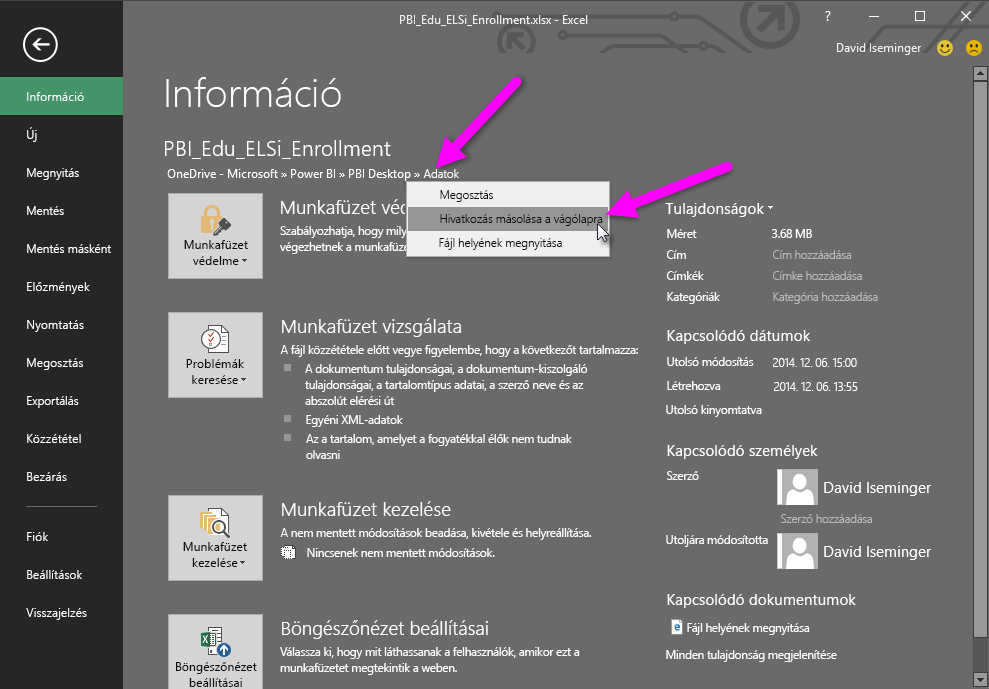 PBI_Edu_ELSi_Enrollment.xlsx - Excel
?
David Iseminger
Információ
Új
Megnyitás
Mentés
Mentés másként
Előzmények
Nyomtatás
Megosztás
Exportálás
Közzététel
Bezárás
Fiók
Beállítások
Visszajelzés
Információ
PBI_Edu_ELSi_Enrollment
OneDrive - Microsoft » Power BI » PBI Desktop » Adatok
Megosztás
Hivatkozás másolása a vágólapra
Fájl helyének megnyitása
Munkafüzet
védelme
Munkafüzet véd
Szabályozhatja, hogy mily
végezhetnek a munkafüze
Problémák
keresése
Munkafüzet vizsgálata
A fájl közzététele előtt vegye figyelembe, hogy a következőt tartalmazza:
A dokumentum tulajdonságai, a dokumentum-kiszolgáló
tulajdonságai, a tartalomtípus adatai, a szerző neve és az
abszolút elérési út
Egyéni XML-adatok
Az a tartalom, amelyet a fogyatékkal élők nem tudnak
olvasni
Munkafüzet
kezelése
Munkafüzet kezelése
A nem mentett módosítások beadása, kivétele és helyreállítása.
Nincsenek nem mentett módosítások.
Böngészőnézet
beállításai
Böngészőnézet beállításai
Válassza ki, hogy mit láthassanak a felhasználók, amikor ezt a
munkafüzetet megtekintik a weben.
Tulajdonságok
Méret 3.68 MB
Cím Cím hozzáadása
Címkék Címke hozzáadása
Kategóriák Kategória hozzáadása
Kapcsolódó dátumok
Utolsó módosítás 2014. 12. 06. 15:00
Létrehozva 2014. 12. 06. 13:55
Utolsó kinyomtatva
Kapcsolódó személyek
Szerző David Iseminger
Szerző hozzáadása
Utoljára módosította David Iseminger
Kapcsolódó dokumentumok
Fájl helyének megnyitása
Minden tulajdonság megjelenítése